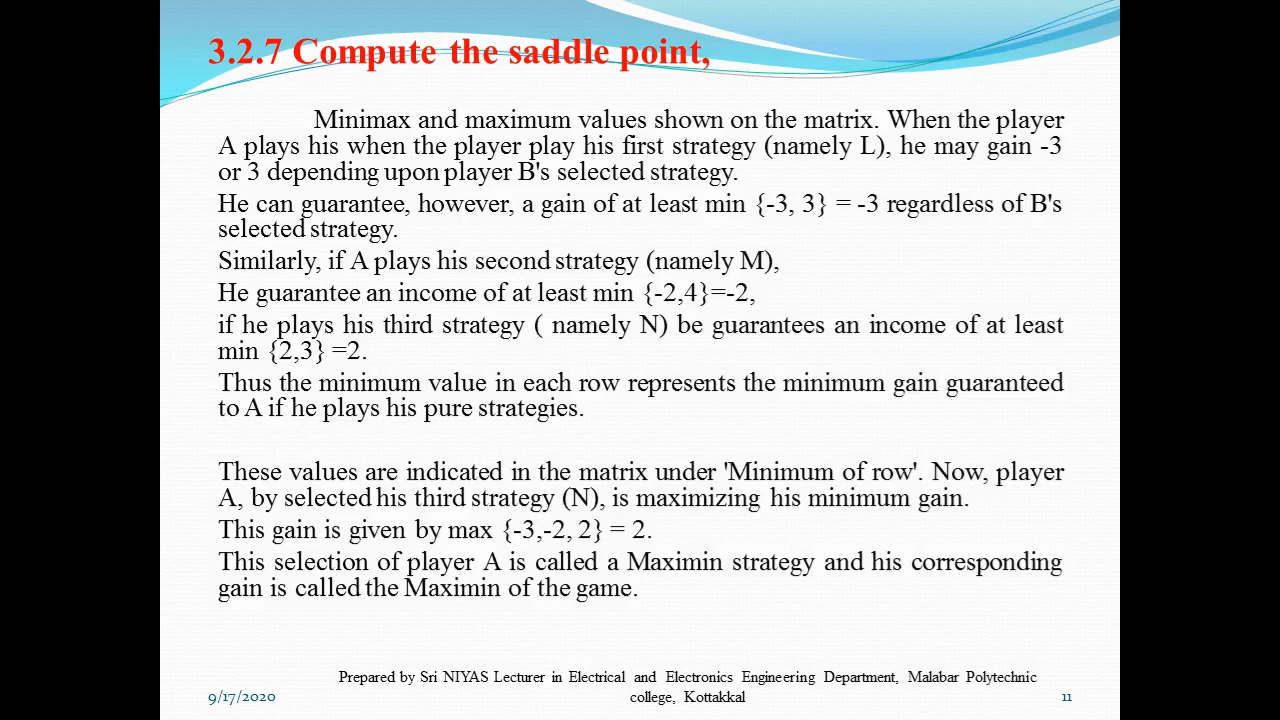 3.2.7 Compute the saddle point,
Minimax and maximum values shown on the matrix. When the player
A plays his when the player play his first strategy (namely L), he may gain -3
or 3 depending upon player B's selected strategy.
He can guarantee, however, a gain of at least min {-3, 3} = -3 regardless of B's
selected strategy.
Similarly, if A plays his second strategy (namely M),
He guarantee an income of at least min {-2,4}=-2,
if he plays his third strategy ( namely N) be guarantees an income of at least
min {2,3} =2.
Thus the minimum value in each row represents the minimum gain guaranteed
to A if he plays his pure strategies.
These values are indicated in the matrix under 'Minimum of row'. Now, player
A, by selected his third strategy (N), is maximizing his minimum gain.
This gain is given by max {-3,-2, 2} = 2.
This selection of player A is called a Maximin strategy and his corresponding
gain is called the Maximin of the game.
Prepared by Sri NIYAS Lecturer in Electrical and Electronics Engineering Department, Malabar Polytechnic
9/17/2020 college, Kottakkal 11